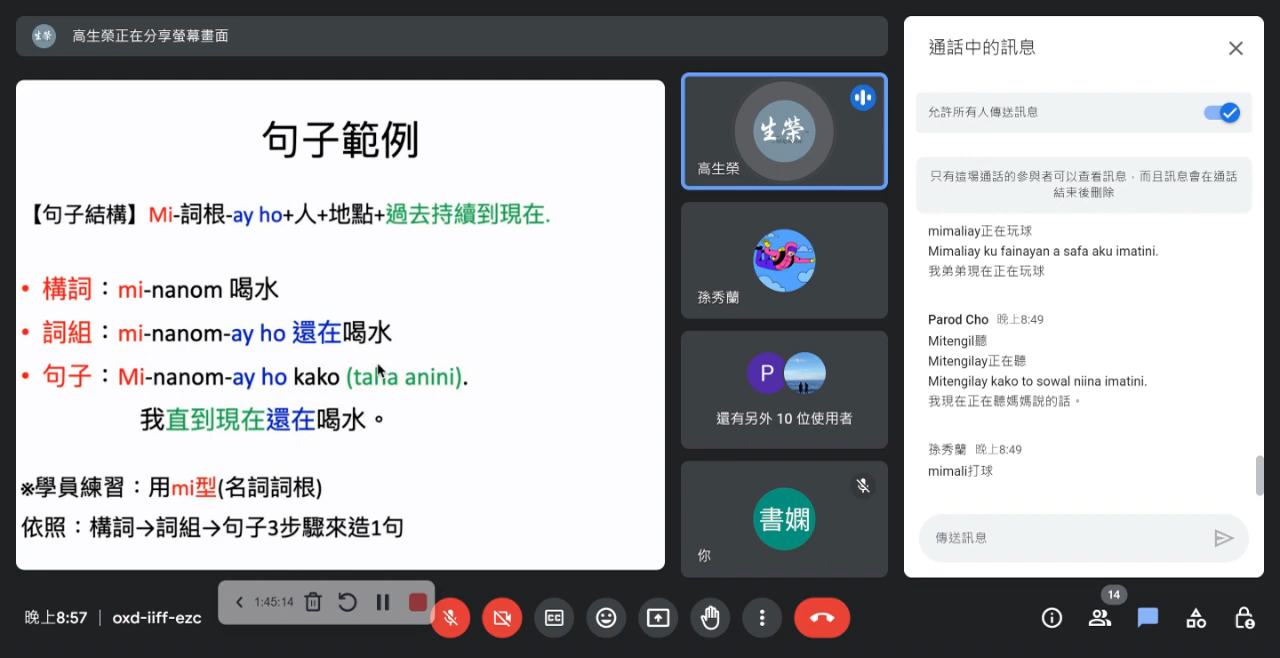 生榮 高生榮正在分享螢幕畫面
句子範例
【句子結構】Mi-詞根-ay ho+人+地點+過去持續到現在.
• 構詞：mi-nanom 喝水
• 詞組：mi-nanom-ay ho 還在喝水
• 句子：Mi-nanom-ay ho kako (taha anini).
我直到現在還在喝水。
※學員練習：用mi型(名詞詞根)
依照：構詞→詞組→句子3步驟來造1句
生榮
高生榮
孫秀蘭
P
還有另外 10 位使用者
書嫻
你
通話中的訊息
允許所有人傳送訊息
只有這場通話的參與者可以查看訊息，而且訊息會在通話
結束後刪除
mimaliay正在玩球
Mimaliay ku fainayan a safa aku imatini.
我弟弟現在正在玩球
Parod Cho 晚上8:49
Mitengil聽
Mitengilay正在聽
Mitengilay kako to sowal niina imatini.
我現在正在聽媽媽說的話。
孫秀蘭 晚上8:49
mimali打球
傳送訊息
晚上8:57 | oxd-iiff-ezc
1:45:14
CC
14